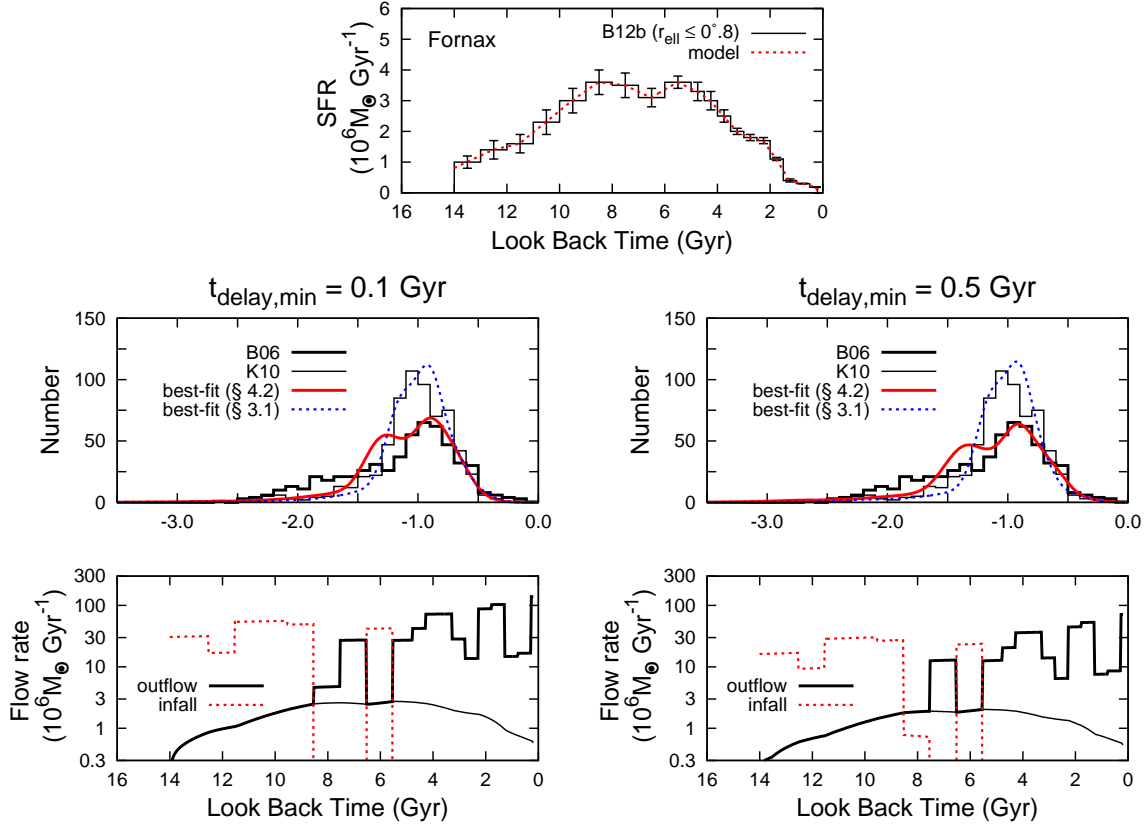 Fornax
B12b (r_ell ≤ 0°.8)
model
SFR
(10^6 M_⊙ Gyr^-1)
6
5
4
3
2
1
0
16 14 12 10 8 6 4 2 0
Look Back Time (Gyr)
t_delay,min = 0.1 Gyr
Number
150
100
50
0
B06
K10
best-fit (§ 4.2)
best-fit (§ 3.1)
-3.0 -2.0 -1.0 0.0
t_delay,min = 0.5 Gyr
Number
150
100
50
0
B06
K10
best-fit (§ 4.2)
best-fit (§ 3.1)
-3.0 -2.0 -1.0 0.0
Flow rate
(10^6 M_⊙ Gyr^-1)
300
100
30
10
3
1
0.3
outflow
infall
16 14 12 10 8 6 4 2 0
Look Back Time (Gyr)
Flow rate
(10^6 M_⊙ Gyr^-1)
300
100
30
10
3
1
0.3
outflow
infall
16 14 12 10 8 6 4 2 0
Look Back Time (Gyr)